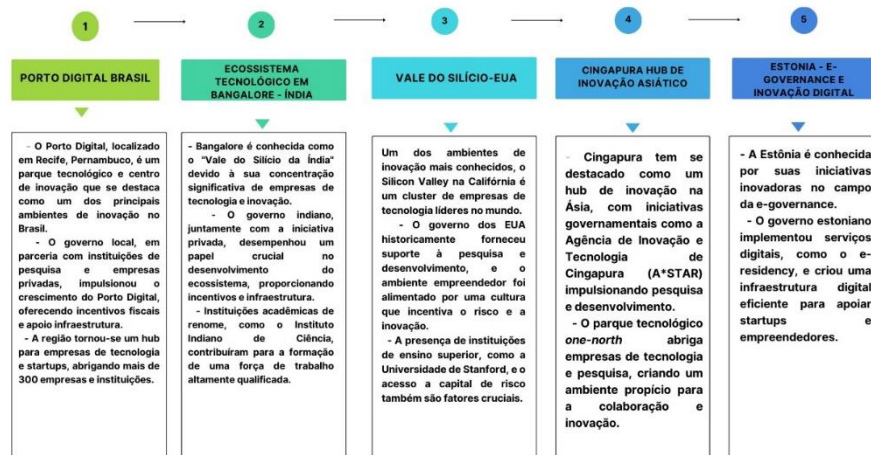 1
2
3
4
5
PORTO DIGITAL BRASIL
ECOSSISTEMA
TECNOLÓGICO EM
BANGALORE - ÍNDIA
VALE DO SILÍCIO-EUA
CINGAPURA HUB DE
INOVAÇÃO ASIÁTICO
ESTONIA - E-
GOVERNANCE E
INOVAÇÃO DIGITAL
- O Porto Digital, localizado
em Recife, Pernambuco, é um
parque tecnológico e centro
de inovação que se destaca
como um dos principais
ambientes de inovação no
Brasil.
- O governo local, em
parceria com instituições de
pesquisa e empresas
privadas, impulsionou o
crescimento do Porto Digital,
oferecendo incentivos fiscais
e apoio infraestrutura.
- A região tornou-se um hub
para empresas de tecnologia
e startups, abrigando mais de
300 empresas e instituições.
- Bangalore é conhecida como
o "Vale do Silício da Índia"
devido à sua concentração
significativa de empresas de
tecnologia e inovação.
- O governo indiano,
juntamente com a iniciativa
privada, desempenhou um
papel crucial no
desenvolvimento do
ecossistema, proporcionando
incentivos e infraestrutura.
- Instituições acadêmicas de
renome, como o Instituto
Indiano de Ciência,
contribuíram para a formação
de uma força de trabalho
altamente qualificada.
Um dos ambientes de
inovação mais conhecidos, o
Silicon Valley na Califórnia é
um cluster de empresas de
tecnologia líderes no mundo.
- O governo dos EUA
historicamente forneceu
suporte à pesquisa e
desenvolvimento, e o
ambiente empreendedor foi
alimentado por uma cultura
que incentiva o risco e a
inovação.
- A presença de instituições
de ensino superior, como a
Universidade de Stanford, e o
acesso a capital de risco
também são fatores cruciais.
- Cingapura tem se
destacado como um
hub de inovação na
Ásia, com iniciativas
governamentais como a
Agência de Inovação e
Tecnologia de
Cingapura (A*STAR)
impulsionando pesquisa
e desenvolvimento.
- O parque tecnológico
one-north abriga
empresas de tecnologia
e pesquisa, criando um
ambiente propício para
a colaboração e
inovação.
- A Estônia é conhecida
por suas iniciativas
inovadoras no campo
da e-governance.
- O governo estoniano
implementou serviços
digitais, como o e-
residency, e criou uma
infraestrutura digital
eficiente para apoiar
startups e
empreendedores.